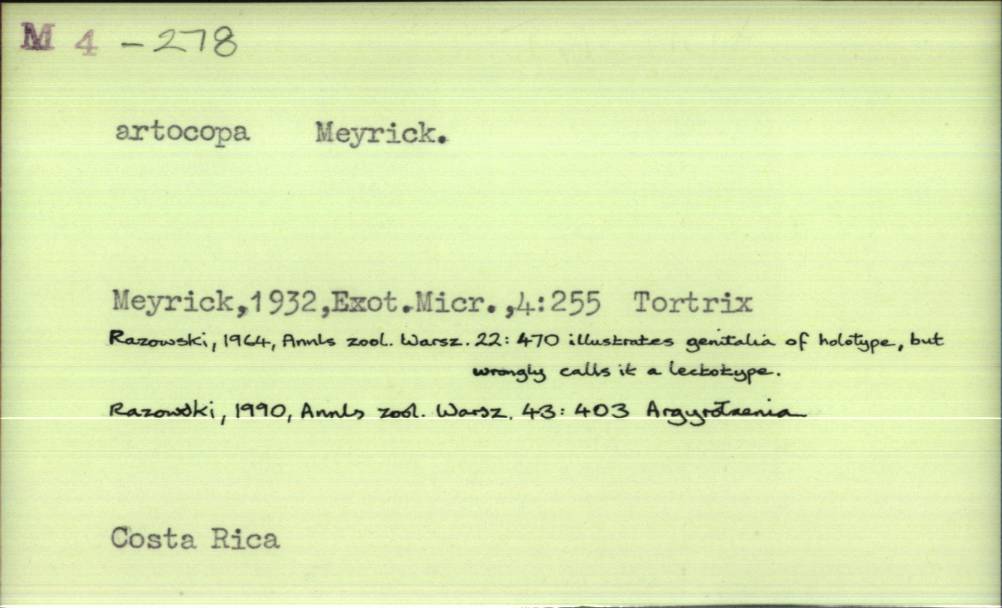 M 4 -278
artocopa Meyrick.
Meyrick,1932,Exot.Micr.,4:255 Tortrix
Razowski, 1964, Annls zool. Warsz. 22: 470 illustrates genitalia of holotype, but
wrongly calls it a lectotype.
Razowski, 1990, Annls zool. Warsz. 43: 403 Argyrotaenia
Costa Rica